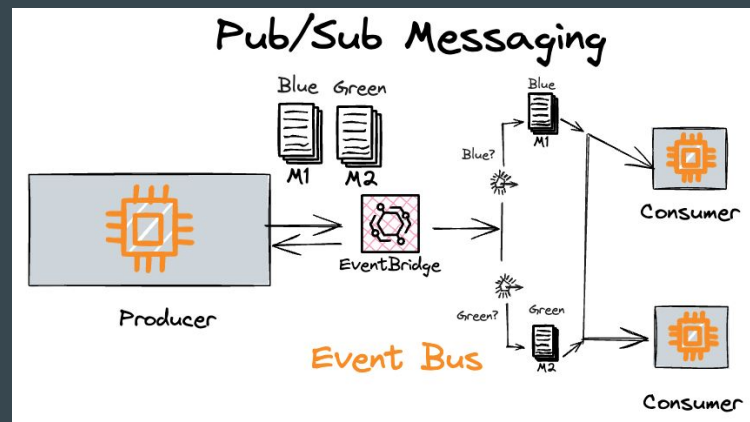 Pub/Sub Messaging
Blue Green
M1 M2
Producer
EventBridge
Event Bus
Blue?
Blue
M1
Green?
Green
M2
Consumer
Consumer